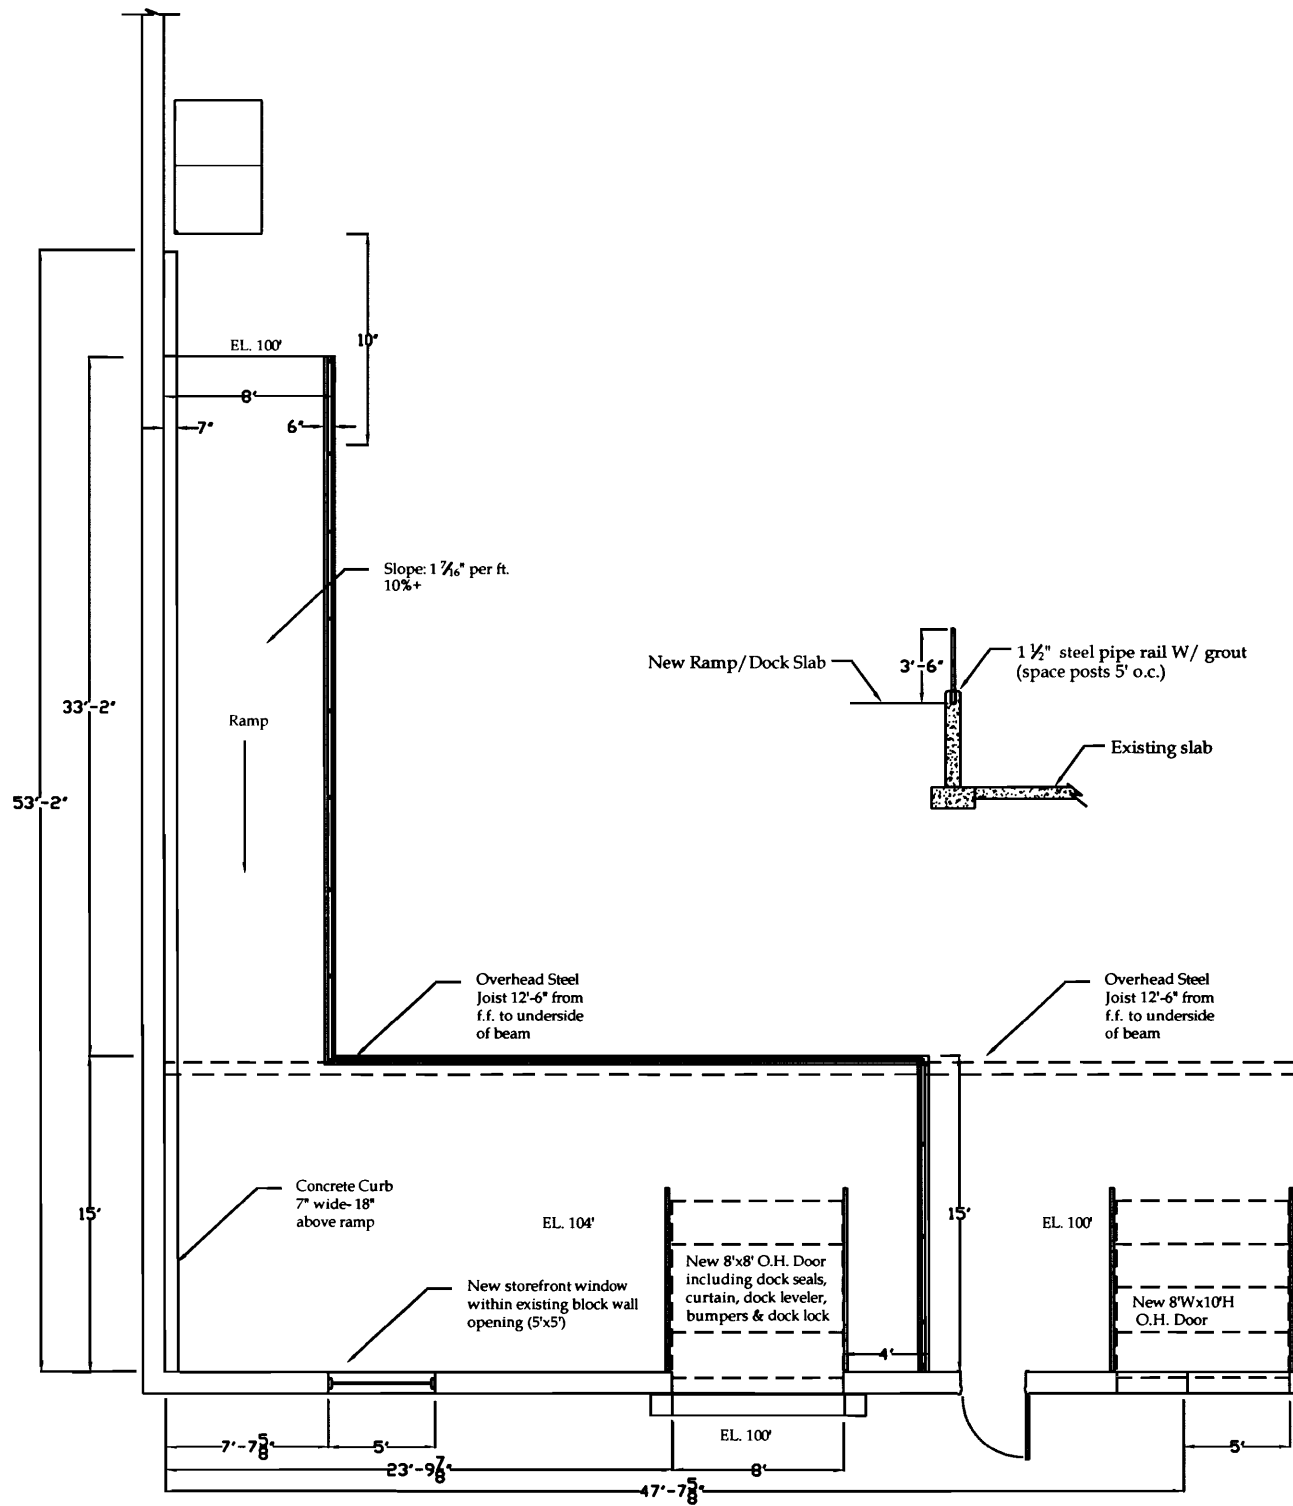 EL. 100'
10"
8'
7"
6"
Slope: 1 7/16" per ft.
10%+
New Ramp/Dock Slab
3'-6"
1 ½" steel pipe rail W/ grout
(space posts 5' o.c.)
33'-2"
Ramp
Existing slab
53'-2"
Overhead Steel
Joist 12'-6" from
f.f. to underside
of beam
Overhead Steel
Joist 12'-6" from
f.f. to underside
of beam
Concrete Curb
7" wide- 18"
above ramp
15'
EL. 104'
15'
EL. 100'
New 8'x8' O.H. Door
including dock seals,
curtain, dock leveler,
bumpers & dock lock
New storefront window
within existing block wall
opening (5'x5')
New 8'Wx10'H
O.H. Door
4'
EL. 100'
7'-7 5/8"
5'
5'
23'-9 7/8"
8'
47'-7 5/8"